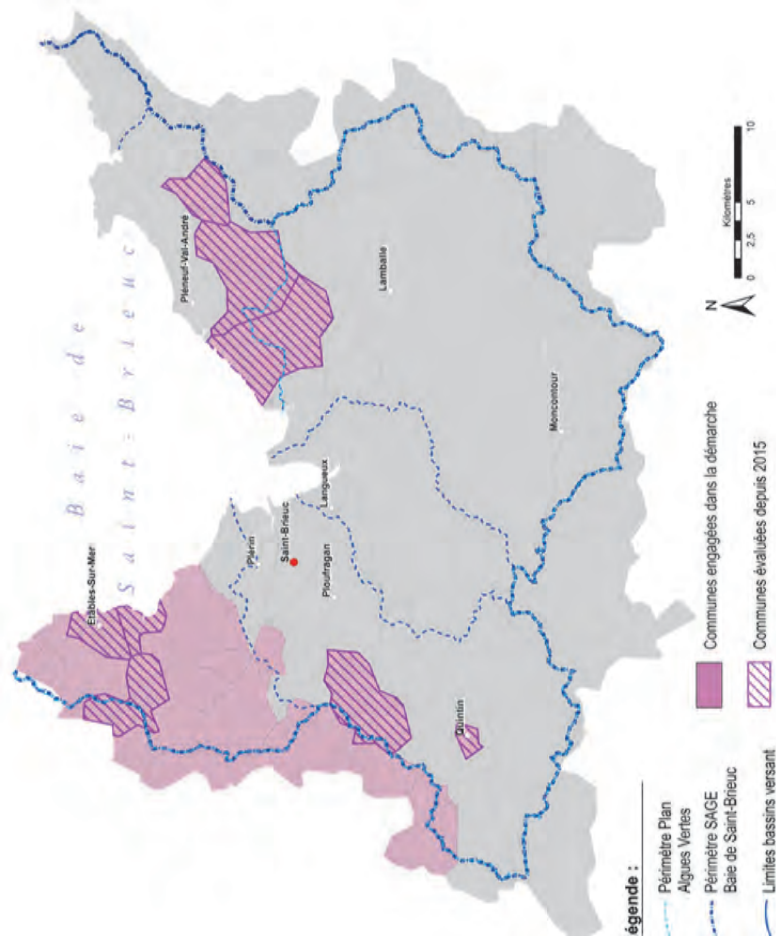 Baie de
Saint-Brieuc
Etables-Sur-Mer
Pléneuf-Val-André
Plérin
Saint-Brieuc
Langueux
Ploufragan
Lamballe
Quintin
Moncontour
égende :
Périmètre Plan
Algues Vertes
Périmètre SAGE
Baie de Saint-Brieuc
Limites bassins versant
Communes engagées dans la démarche
Communes évaluées depuis 2015
N
Kilomètres
0 2,5 5 10